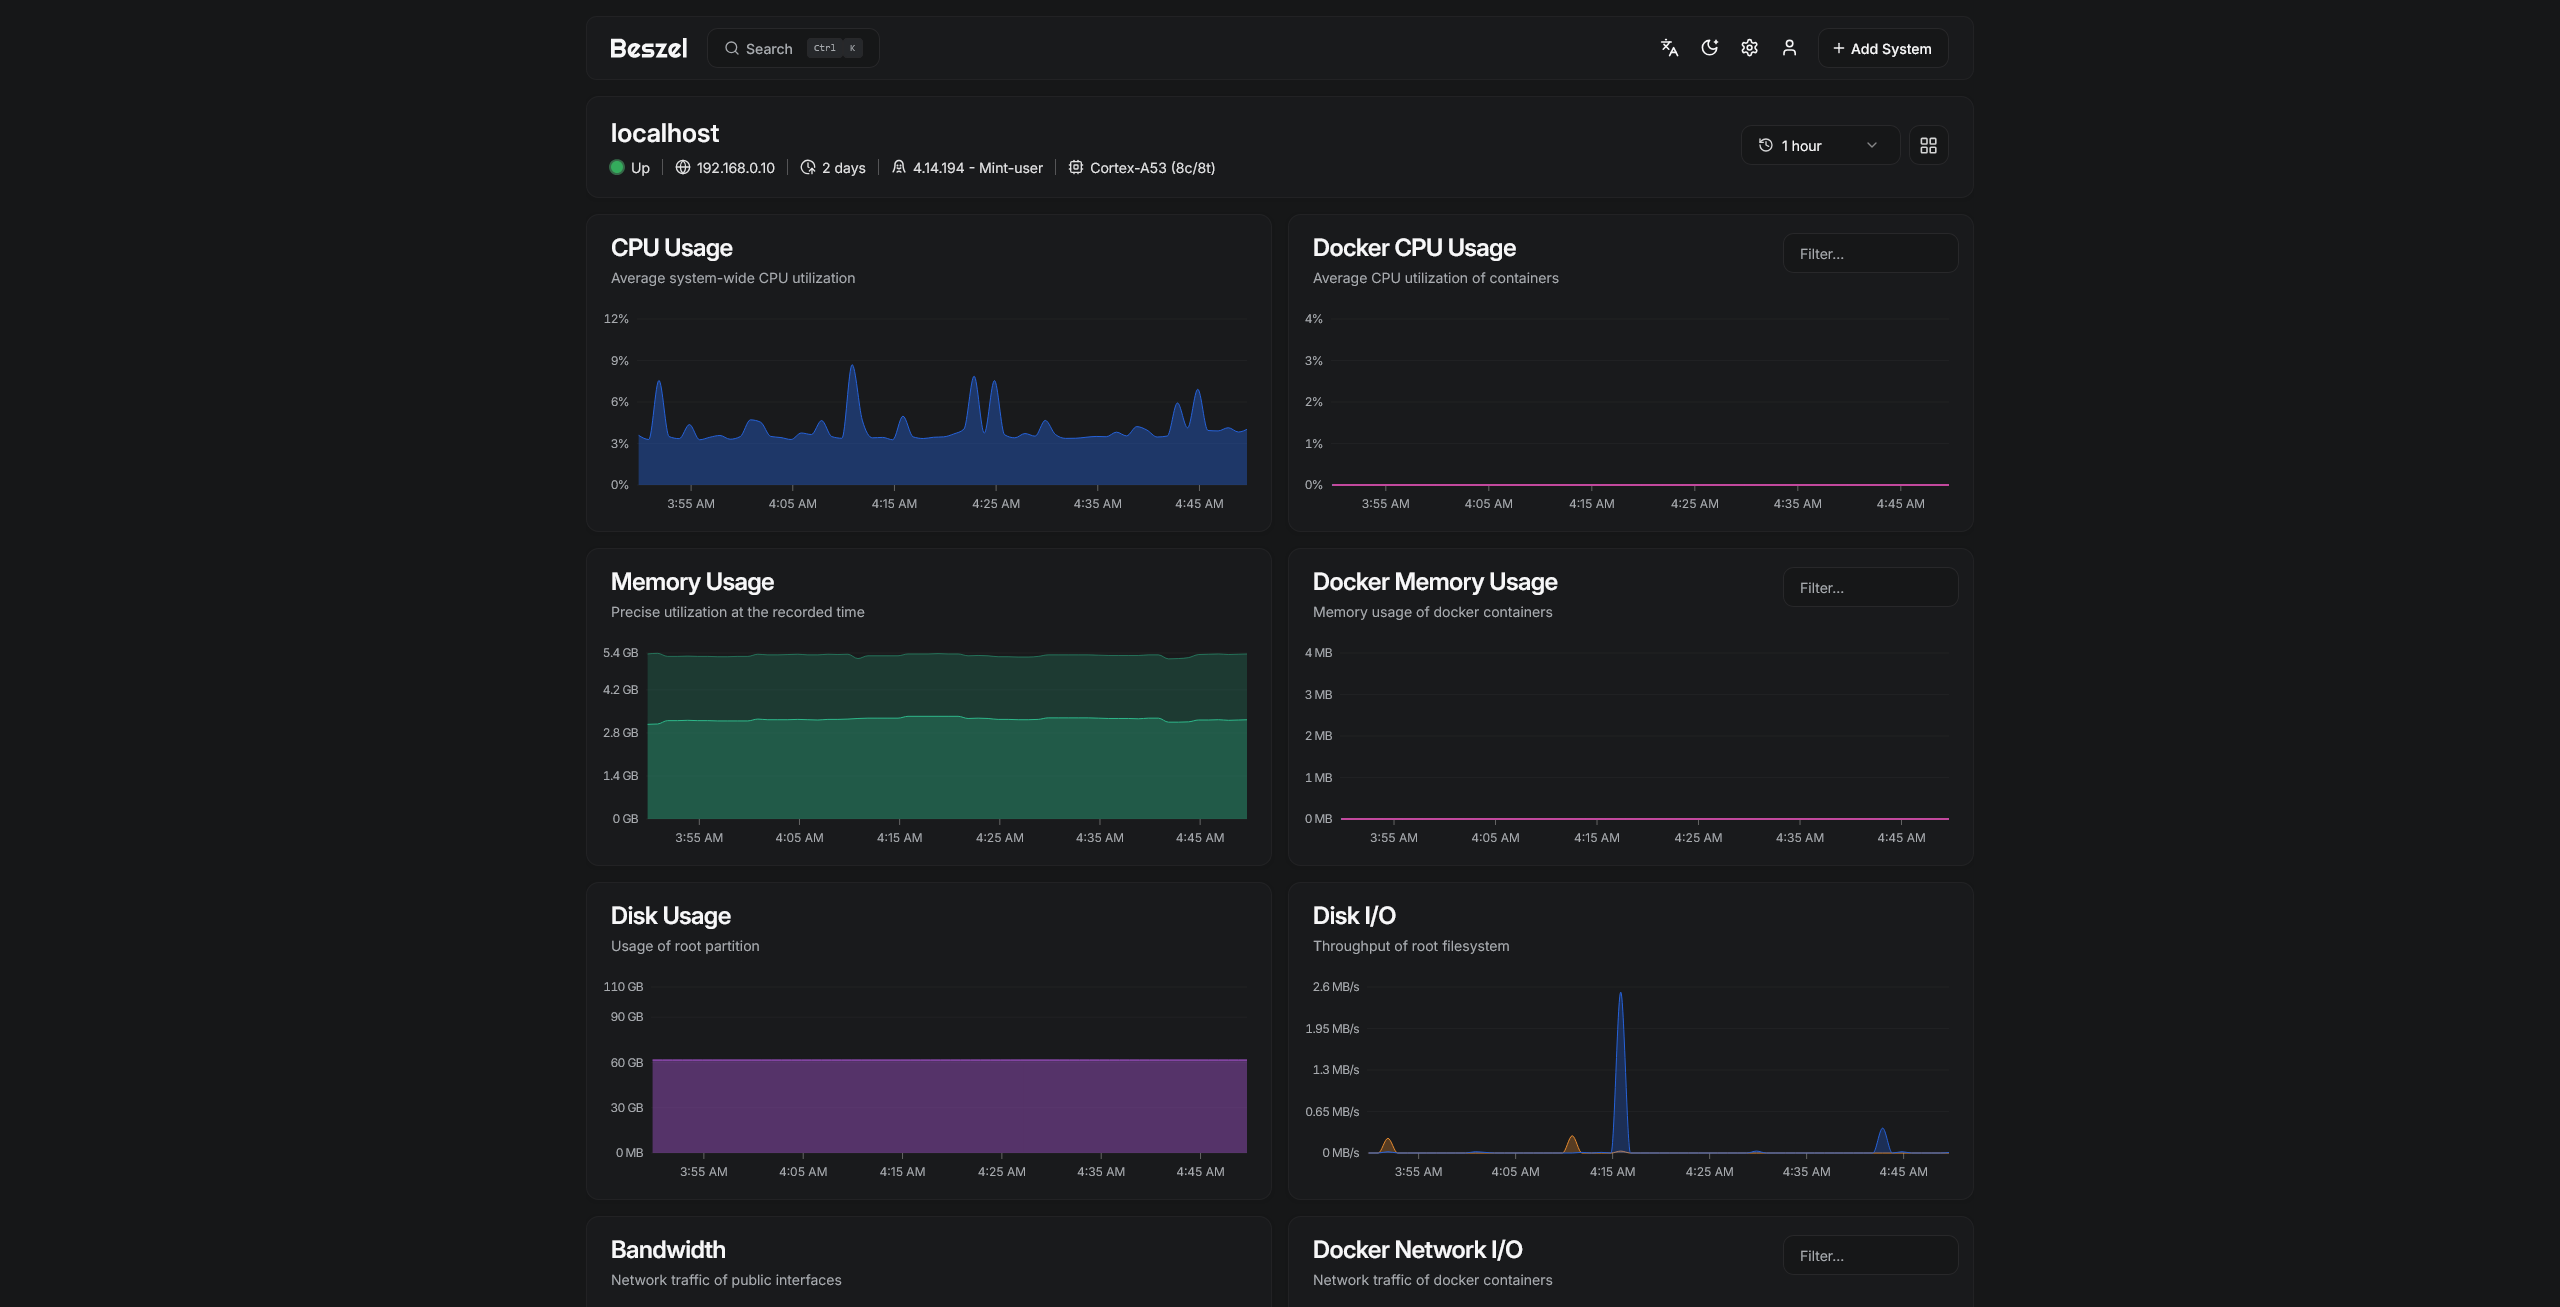 Beszel Search Ctrl K Add System
localhost
1 hour
Up 192.168.0.10 2 days 4.14.194 - Mint-user Cortex-A53 (8c/8t)
CPU Usage
Average system-wide CPU utilization
12%
9%
6%
3%
0%
3:55 AM 4:05 AM 4:15 AM 4:25 AM 4:35 AM 4:45 AM
Docker CPU Usage
Average CPU utilization of containers
Filter...
4%
3%
2%
1%
0%
3:55 AM 4:05 AM 4:15 AM 4:25 AM 4:35 AM 4:45 AM
Memory Usage
Precise utilization at the recorded time
5.4 GB
4.2 GB
2.8 GB
1.4 GB
0 GB
3:55 AM 4:05 AM 4:15 AM 4:25 AM 4:35 AM 4:45 AM
Docker Memory Usage
Memory usage of docker containers
Filter...
4 MB
3 MB
2 MB
1 MB
0 MB
3:55 AM 4:05 AM 4:15 AM 4:25 AM 4:35 AM 4:45 AM
Disk Usage
Usage of root partition
110 GB
90 GB
60 GB
30 GB
0 MB
3:55 AM 4:05 AM 4:15 AM 4:25 AM 4:35 AM 4:45 AM
Disk I/O
Throughput of root filesystem
2.6 MB/s
1.95 MB/s
1.3 MB/s
0.65 MB/s
0 MB/s
3:55 AM 4:05 AM 4:15 AM 4:25 AM 4:35 AM 4:45 AM
Bandwidth
Network traffic of public interfaces
Docker Network I/O
Network traffic of docker containers
Filter...